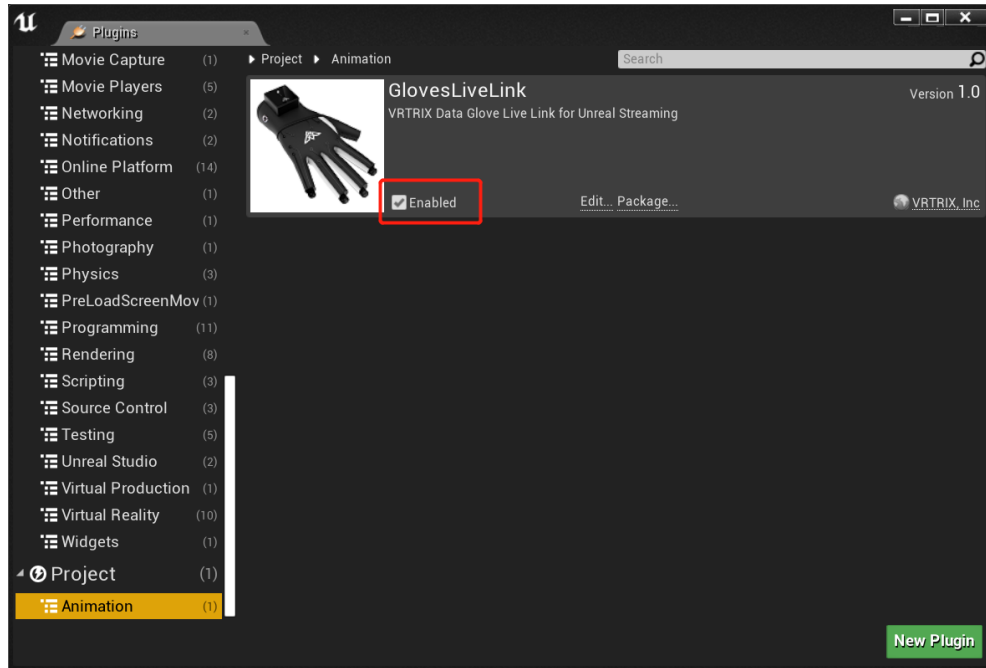 Plugins
Movie Capture (1)
Movie Players (5)
Networking (2)
Notifications (2)
Online Platform (14)
Other (1)
Performance (1)
Photography (1)
Physics (3)
PreLoadScreenMov (1)
Programming (11)
Rendering (8)
Scripting (3)
Source Control (3)
Testing (5)
Unreal Studio (2)
Virtual Production (1)
Virtual Reality (10)
Widgets (1)
Project (1)
Animation (1)
Project Animation
Search
GlovesLiveLink
Version 1.0
VRTRIX Data Glove Live Link for Unreal Streaming
Enabled
Edit... Package...
VRTRIX, Inc
New Plugin